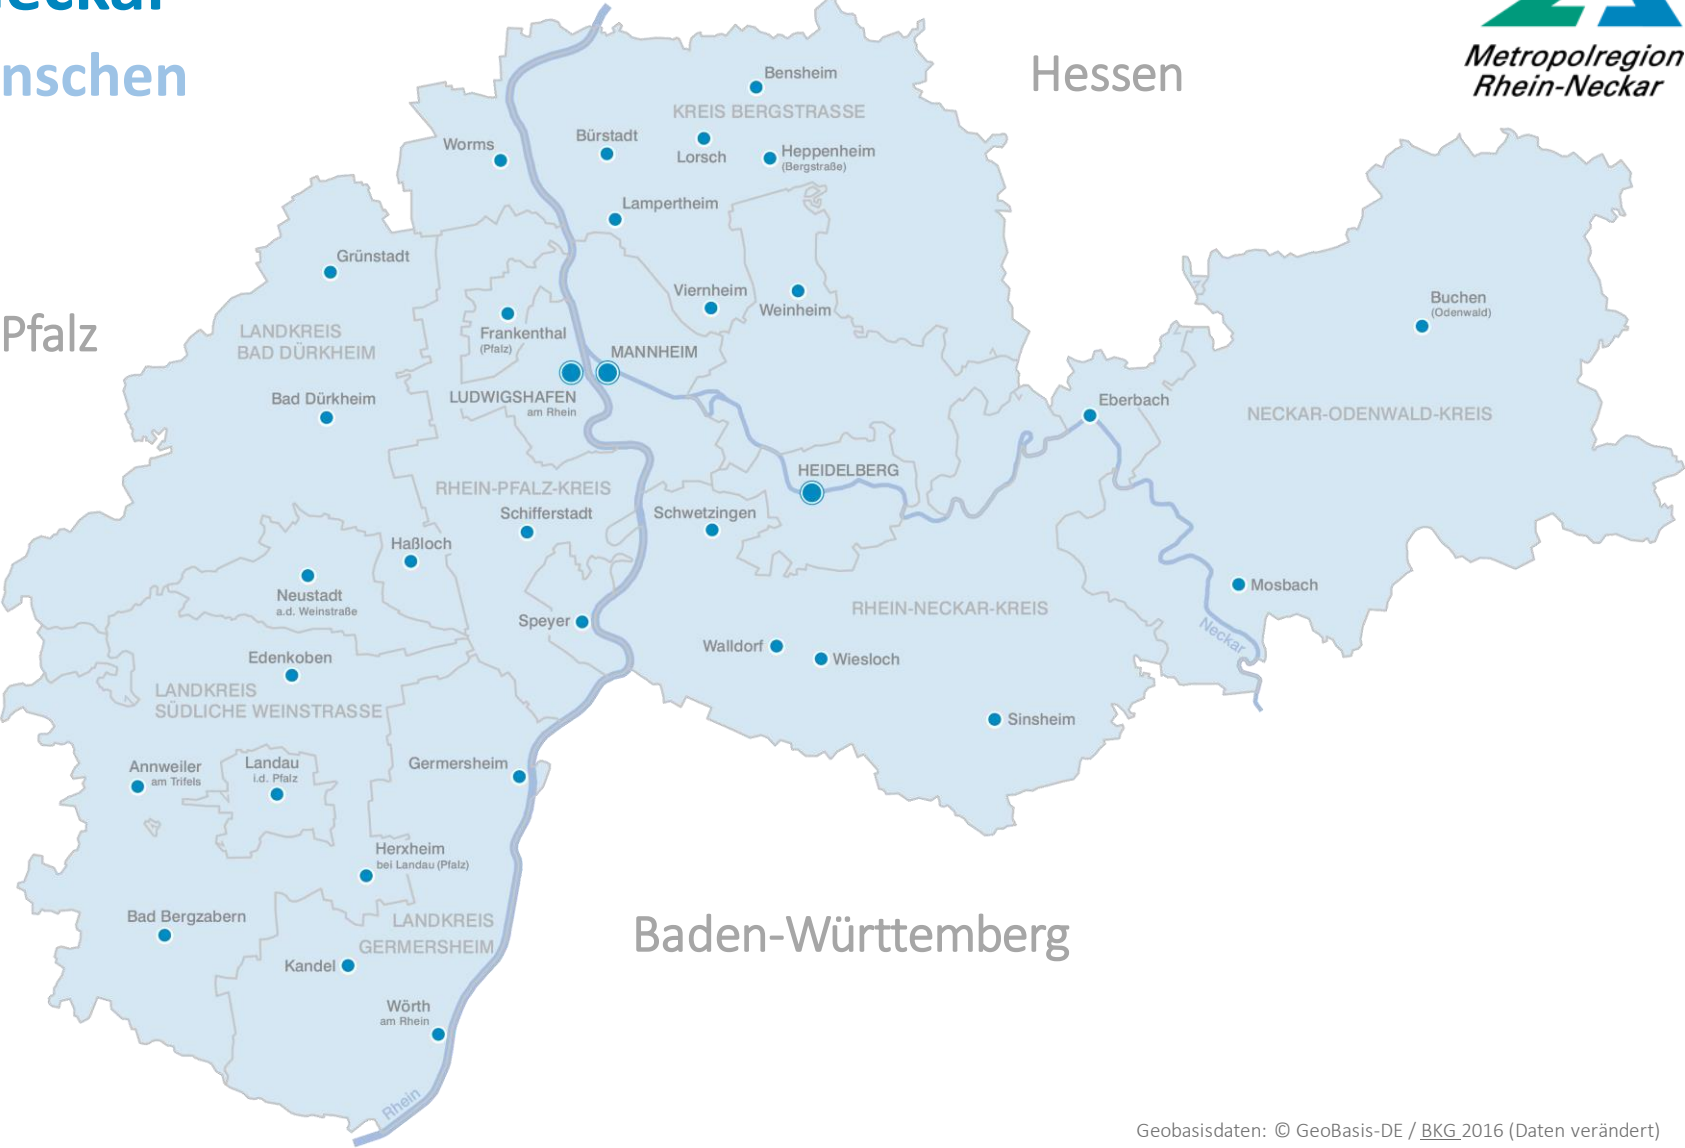 nschen
Metropolregion
Rhein-Neckar
Hessen
Pfalz
Baden-Württemberg
Bensheim
KREIS BERGSTRASSE
Worms
Bürstadt
Lorsch
Heppenheim
(Bergstraße)
Lampertheim
Grünstadt
Viernheim
Weinheim
Buchen
(Odenwald)
LANDKREIS
BAD DÜRKHEIM
Frankenthal
(Pfalz)
MANNHEIM
LUDWIGSHAFEN
am Rhein
Bad Dürkheim
Eberbach
NECKAR-ODENWALD-KREIS
HEIDELBERG
RHEIN-PFALZ-KREIS
Schifferstadt
Schwetzingen
Haßloch
Neustadt
a.d. Weinstraße
Mosbach
RHEIN-NECKAR-KREIS
Speyer
Neckar
Walldorf
Wiesloch
Edenkoben
LANDKREIS
SÜDLICHE WEINSTRASSE
Sinsheim
Annweiler
am Trifels
Landau
i.d. Pfalz
Germersheim
Herxheim
bei Landau (Pfalz)
Bad Bergzabern
LANDKREIS
GERMERSHEIM
Kandel
Wörth
am Rhein
Rhein
Geobasisdaten: © GeoBasis-DE / BKG 2016 (Daten verändert)